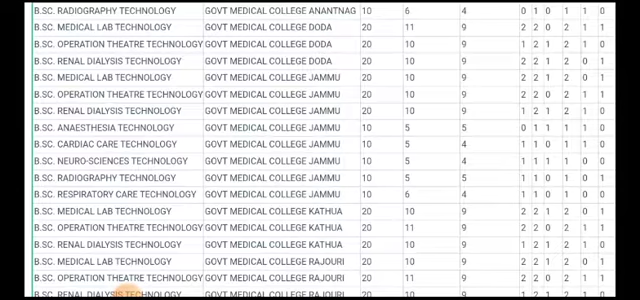 B.SC. RADIOGRAPHY TECHNOLOGY GOVT MEDICAL COLLEGE ANANTNAG 10 6 4 0 1 0 1 1 0
B.SC. MEDICAL LAB TECHNOLOGY GOVT MEDICAL COLLEGE DODA 20 11 9 2 2 0 2 1 1
B.SC. OPERATION THEATRE TECHNOLOGY GOVT MEDICAL COLLEGE DODA 20 10 9 1 2 1 2 1 0
B.SC. RENAL DIALYSIS TECHNOLOGY GOVT MEDICAL COLLEGE DODA 20 10 9 2 2 1 2 0 1
B.SC. MEDICAL LAB TECHNOLOGY GOVT MEDICAL COLLEGE JAMMU 20 10 9 2 2 1 2 0 1
B.SC. OPERATION THEATRE TECHNOLOGY GOVT MEDICAL COLLEGE JAMMU 20 10 9 2 2 0 2 1 1
B.SC. RENAL DIALYSIS TECHNOLOGY GOVT MEDICAL COLLEGE JAMMU 20 10 9 1 2 1 2 1 0
B.SC. ANAESTHESIA TECHNOLOGY GOVT MEDICAL COLLEGE JAMMU 10 5 5 0 1 1 1 1 0
B.SC. CARDIAC CARE TECHNOLOGY GOVT MEDICAL COLLEGE JAMMU 10 5 4 1 1 0 1 0 1
B.SC. NEURO-SCIENCES TECHNOLOGY GOVT MEDICAL COLLEGE JAMMU 10 5 4 1 1 1 1 0 0
B.SC. RADIOGRAPHY TECHNOLOGY GOVT MEDICAL COLLEGE JAMMU 10 5 5 1 1 0 1 0 1
B.SC. RESPIRATORY CARE TECHNOLOGY GOVT MEDICAL COLLEGE JAMMU 10 6 4 1 1 0 1 0 0
B.SC. MEDICAL LAB TECHNOLOGY GOVT MEDICAL COLLEGE KATHUA 20 10 9 2 2 1 2 0 1
B.SC. OPERATION THEATRE TECHNOLOGY GOVT MEDICAL COLLEGE KATHUA 20 11 9 2 2 0 2 1 1
B.SC. RENAL DIALYSIS TECHNOLOGY GOVT MEDICAL COLLEGE KATHUA 20 10 9 1 2 1 2 1 0
B.SC. MEDICAL LAB TECHNOLOGY GOVT MEDICAL COLLEGE RAJOURI 20 10 9 2 2 1 2 0 1
B.SC. OPERATION THEATRE TECHNOLOGY GOVT MEDICAL COLLEGE RAJOURI 20 11 9 2 2 0 2 1 1
B.SC. RENAL DIALYSIS TECHNOLOGY GOVT MEDICAL COLLEGE RAJOURI 20 10 9 1 2 1 2 1 0